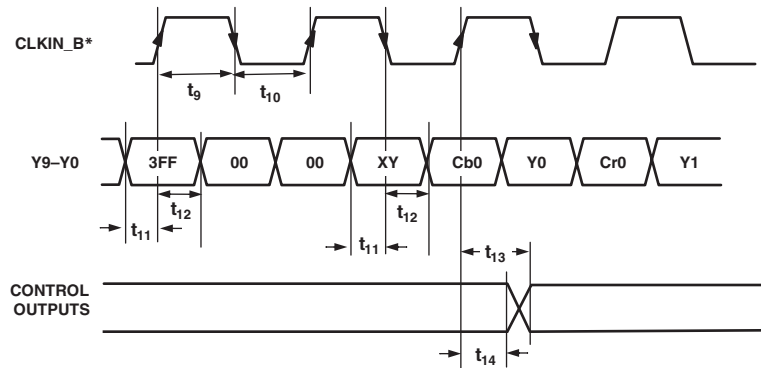 CLKIN_B*
t9
t10
Y9–Y0
3FF
00
00
XY
Cb0
Y0
Cr0
Y1
t12
t12
t11
t11
t13
CONTROL
OUTPUTS
t14